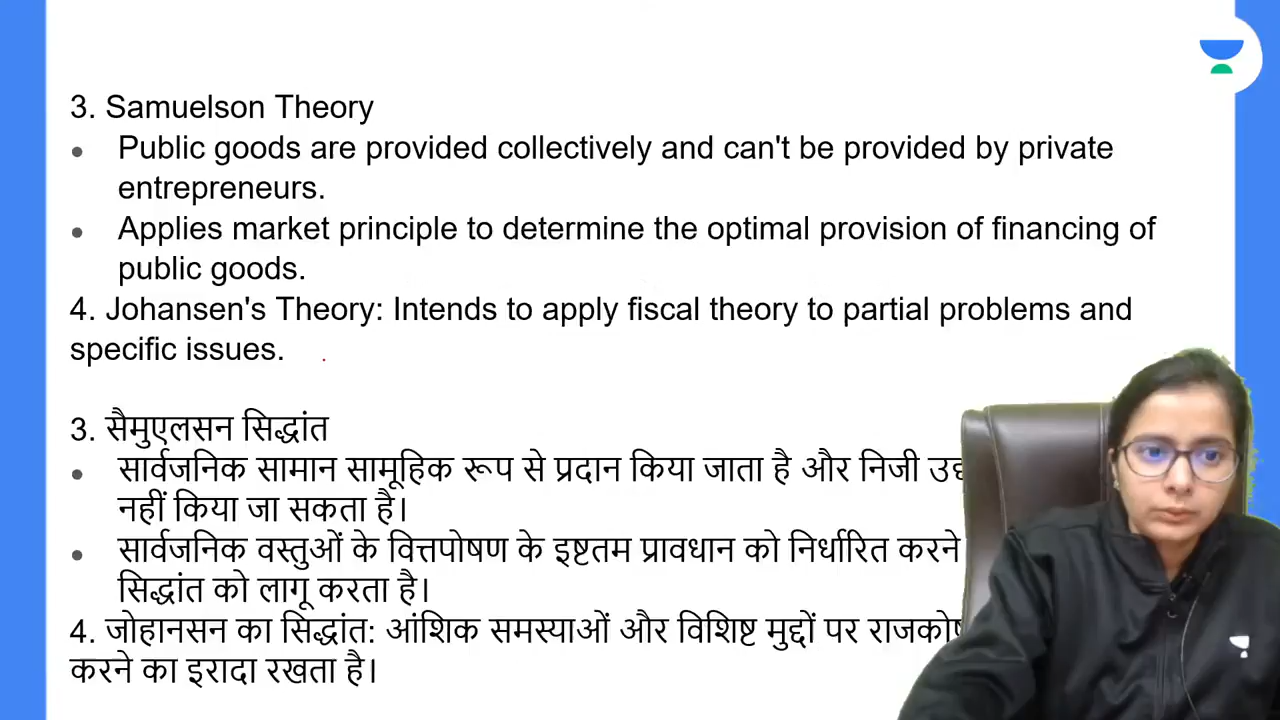 3. Samuelson Theory
● Public goods are provided collectively and can't be provided by private
entrepreneurs.
● Applies market principle to determine the optimal provision of financing of
public goods.
4. Johansen's Theory: Intends to apply fiscal theory to partial problems and
specific issues.
3. सैमुएलसन सिद्धांत
● सार्वजनिक सामान सामूहिक रूप से प्रदान किया जाता है और निजी
नहीं किया जा सकता है।
● सार्वजनिक वस्तुओं के वित्तपोषण के इष्टतम प्रावधान को निर्धारित करने
सिद्धांत को लागू करता है।
4. जोहानसन का सिद्धांत: आंशिक समस्याओं और विशिष्ट मुद्दों पर
करने का इरादा रखता है।